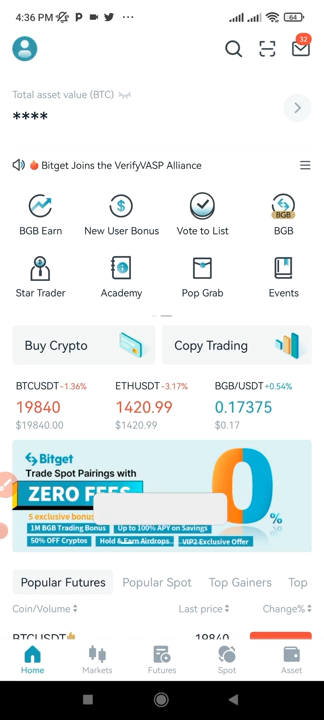 4:36 PM
64
32
Total asset value (BTC)
****
Bitget Joins the VerifyVASP Alliance
BGB Earn
New User Bonus
Vote to List
BGB
BGB
Star Trader
Academy
Pop Grab
Events
Buy Crypto
Copy Trading
BTCUSDT -1.36%
ETHUSDT -3.17%
BGB/USDT +0.54%
19840
1420.99
0.17375
$19840.00
$1420.99
$0.17
Bitget
Trade Spot Pairings with
ZERO FEES
0%
5 exclusive bonus
1M BGB Trading Bonus
Up to 100% APY on Savings
50% OFF Cryptos
Hold & Earn Airdrops
VIP2 Exclusive Offer
Popular Futures
Popular Spot
Top Gainers
Top
Coin/Volume
Last price
Change%
BTCUSDT
19840
Home
Markets
Futures
Spot
Asset